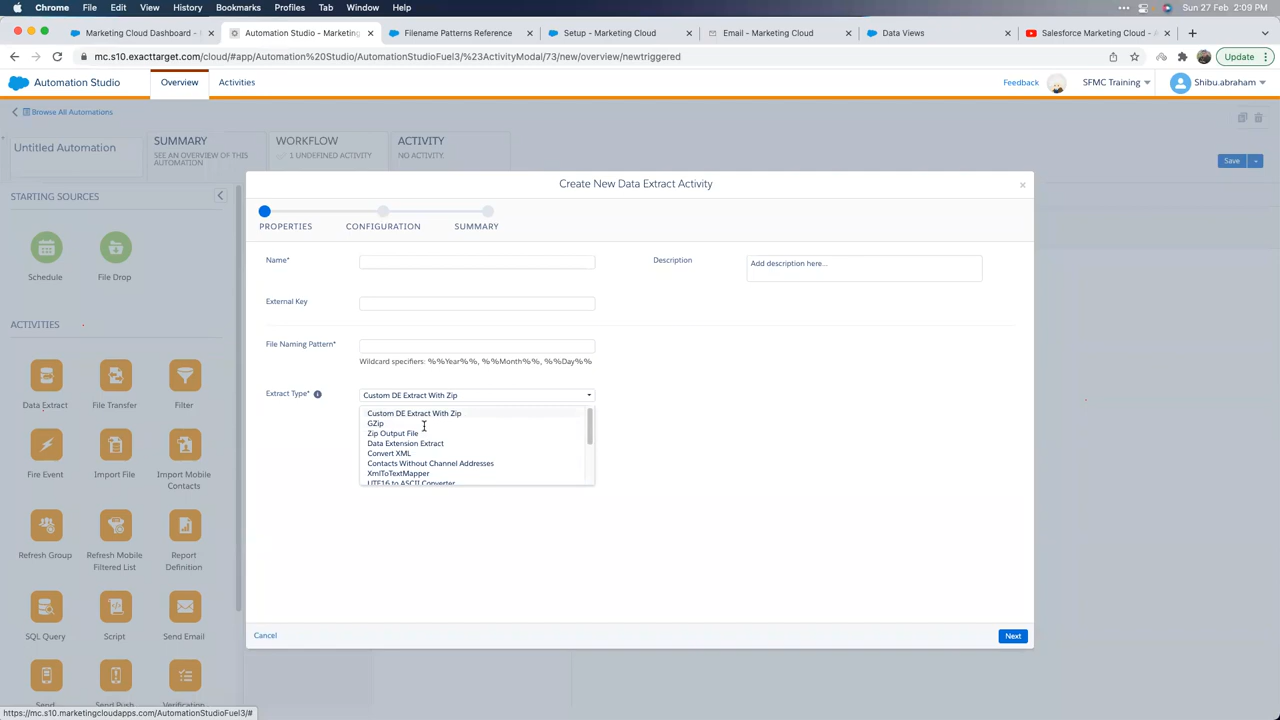 Chrome File Edit View History Bookmarks Profiles Tab Window Help
Sun 27 Feb 2:09 PM
Marketing Cloud Dashboard -
Automation Studio - Marketing
Filename Patterns Reference
Setup - Marketing Cloud
Email - Marketing Cloud
Data Views
Salesforce Marketing Cloud - A
mc.s10.exacttarget.com/cloud/#app/Automation%20Studio/AutomationStudioFuel3/%23ActivityModal/73/new/overview/newtriggered
Update
Automation Studio
Overview
Activities
Feedback
SFMC Training
Shibu.abraham
Browse All Automations
Untitled Automation
SUMMARY
SEE AN OVERVIEW OF THIS
AUTOMATION
WORKFLOW
1 UNDEFINED ACTIVITY
ACTIVITY
NO ACTIVITY
Save
STARTING SOURCES
Schedule
File Drop
ACTIVITIES
Data Extract
File Transfer
Filter
Fire Event
Import File
Import Mobile
Contacts
Refresh Group
Refresh Mobile
Filtered List
Report
Definition
SQL Query
Script
Send Email
Send
Send Push
Verification
Create New Data Extract Activity
PROPERTIES
CONFIGURATION
SUMMARY
Name*
Description
Add description here...
External Key
File Naming Pattern*
Wildcard specifiers: %%Year%%, %%Month%%, %%Day%%
Extract Type*
Custom DE Extract With Zip
Custom DE Extract With Zip
GZip
Zip Output File
Data Extension Extract
Convert XML
Contacts Without Channel Addresses
XmlToTextMapper
UTF16 to ASCII Converter
Cancel
Next
https://mc.s10.marketingcloudapps.com/AutomationStudioFuel3/#